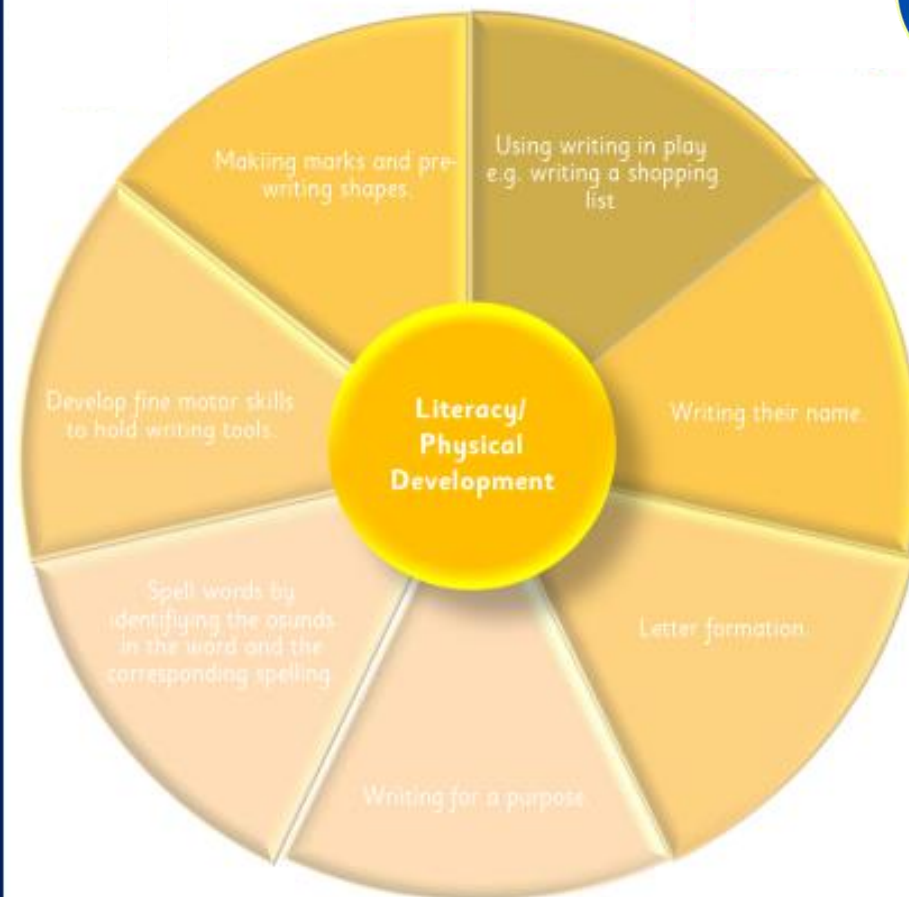 Using writing in play
e.g. writing a shopping
list
Writing their name.
Letter formation.
Writing for a purpose
Spell words by
identifiying the osunds
in the word and the
corresponding spelling
Develop fine motor skills
to hold writing tools.
Makiing marks and pre-
writing shapes.
Literacy/
Physical
Development